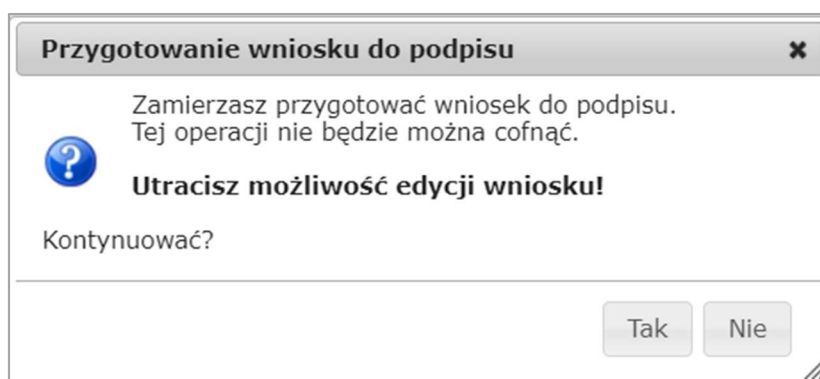 Przygotowanie wniosku do podpisu
Zamierzasz przygotować wniosek do podpisu.
Tej operacji nie będzie można cofnąć.
Utracisz możliwość edycji wniosku!
Kontynuować?
Tak Nie